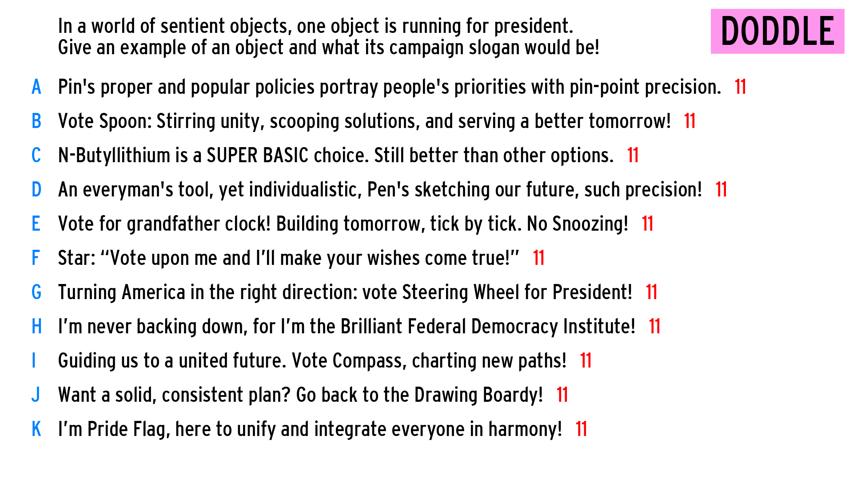 In a world of sentient objects, one object is running for president.
Give an example of an object and what its campaign slogan would be!
DODDLE
A Pin's proper and popular policies portray people's priorities with pin-point precision. 11
B Vote Spoon: Stirring unity, scooping solutions, and serving a better tomorrow! 11
C N-Butyllithium is a SUPER BASIC choice. Still better than other options. 11
D An everyman's tool, yet individualistic, Pen's sketching our future, such precision! 11
E Vote for grandfather clock! Building tomorrow, tick by tick. No Snoozing! 11
F Star: “Vote upon me and I’ll make your wishes come true!” 11
G Turning America in the right direction: vote Steering Wheel for President! 11
H I’m never backing down, for I’m the Brilliant Federal Democracy Institute! 11
I Guiding us to a united future. Vote Compass, charting new paths! 11
J Want a solid, consistent plan? Go back to the Drawing Boardy! 11
K I’m Pride Flag, here to unify and integrate everyone in harmony! 11